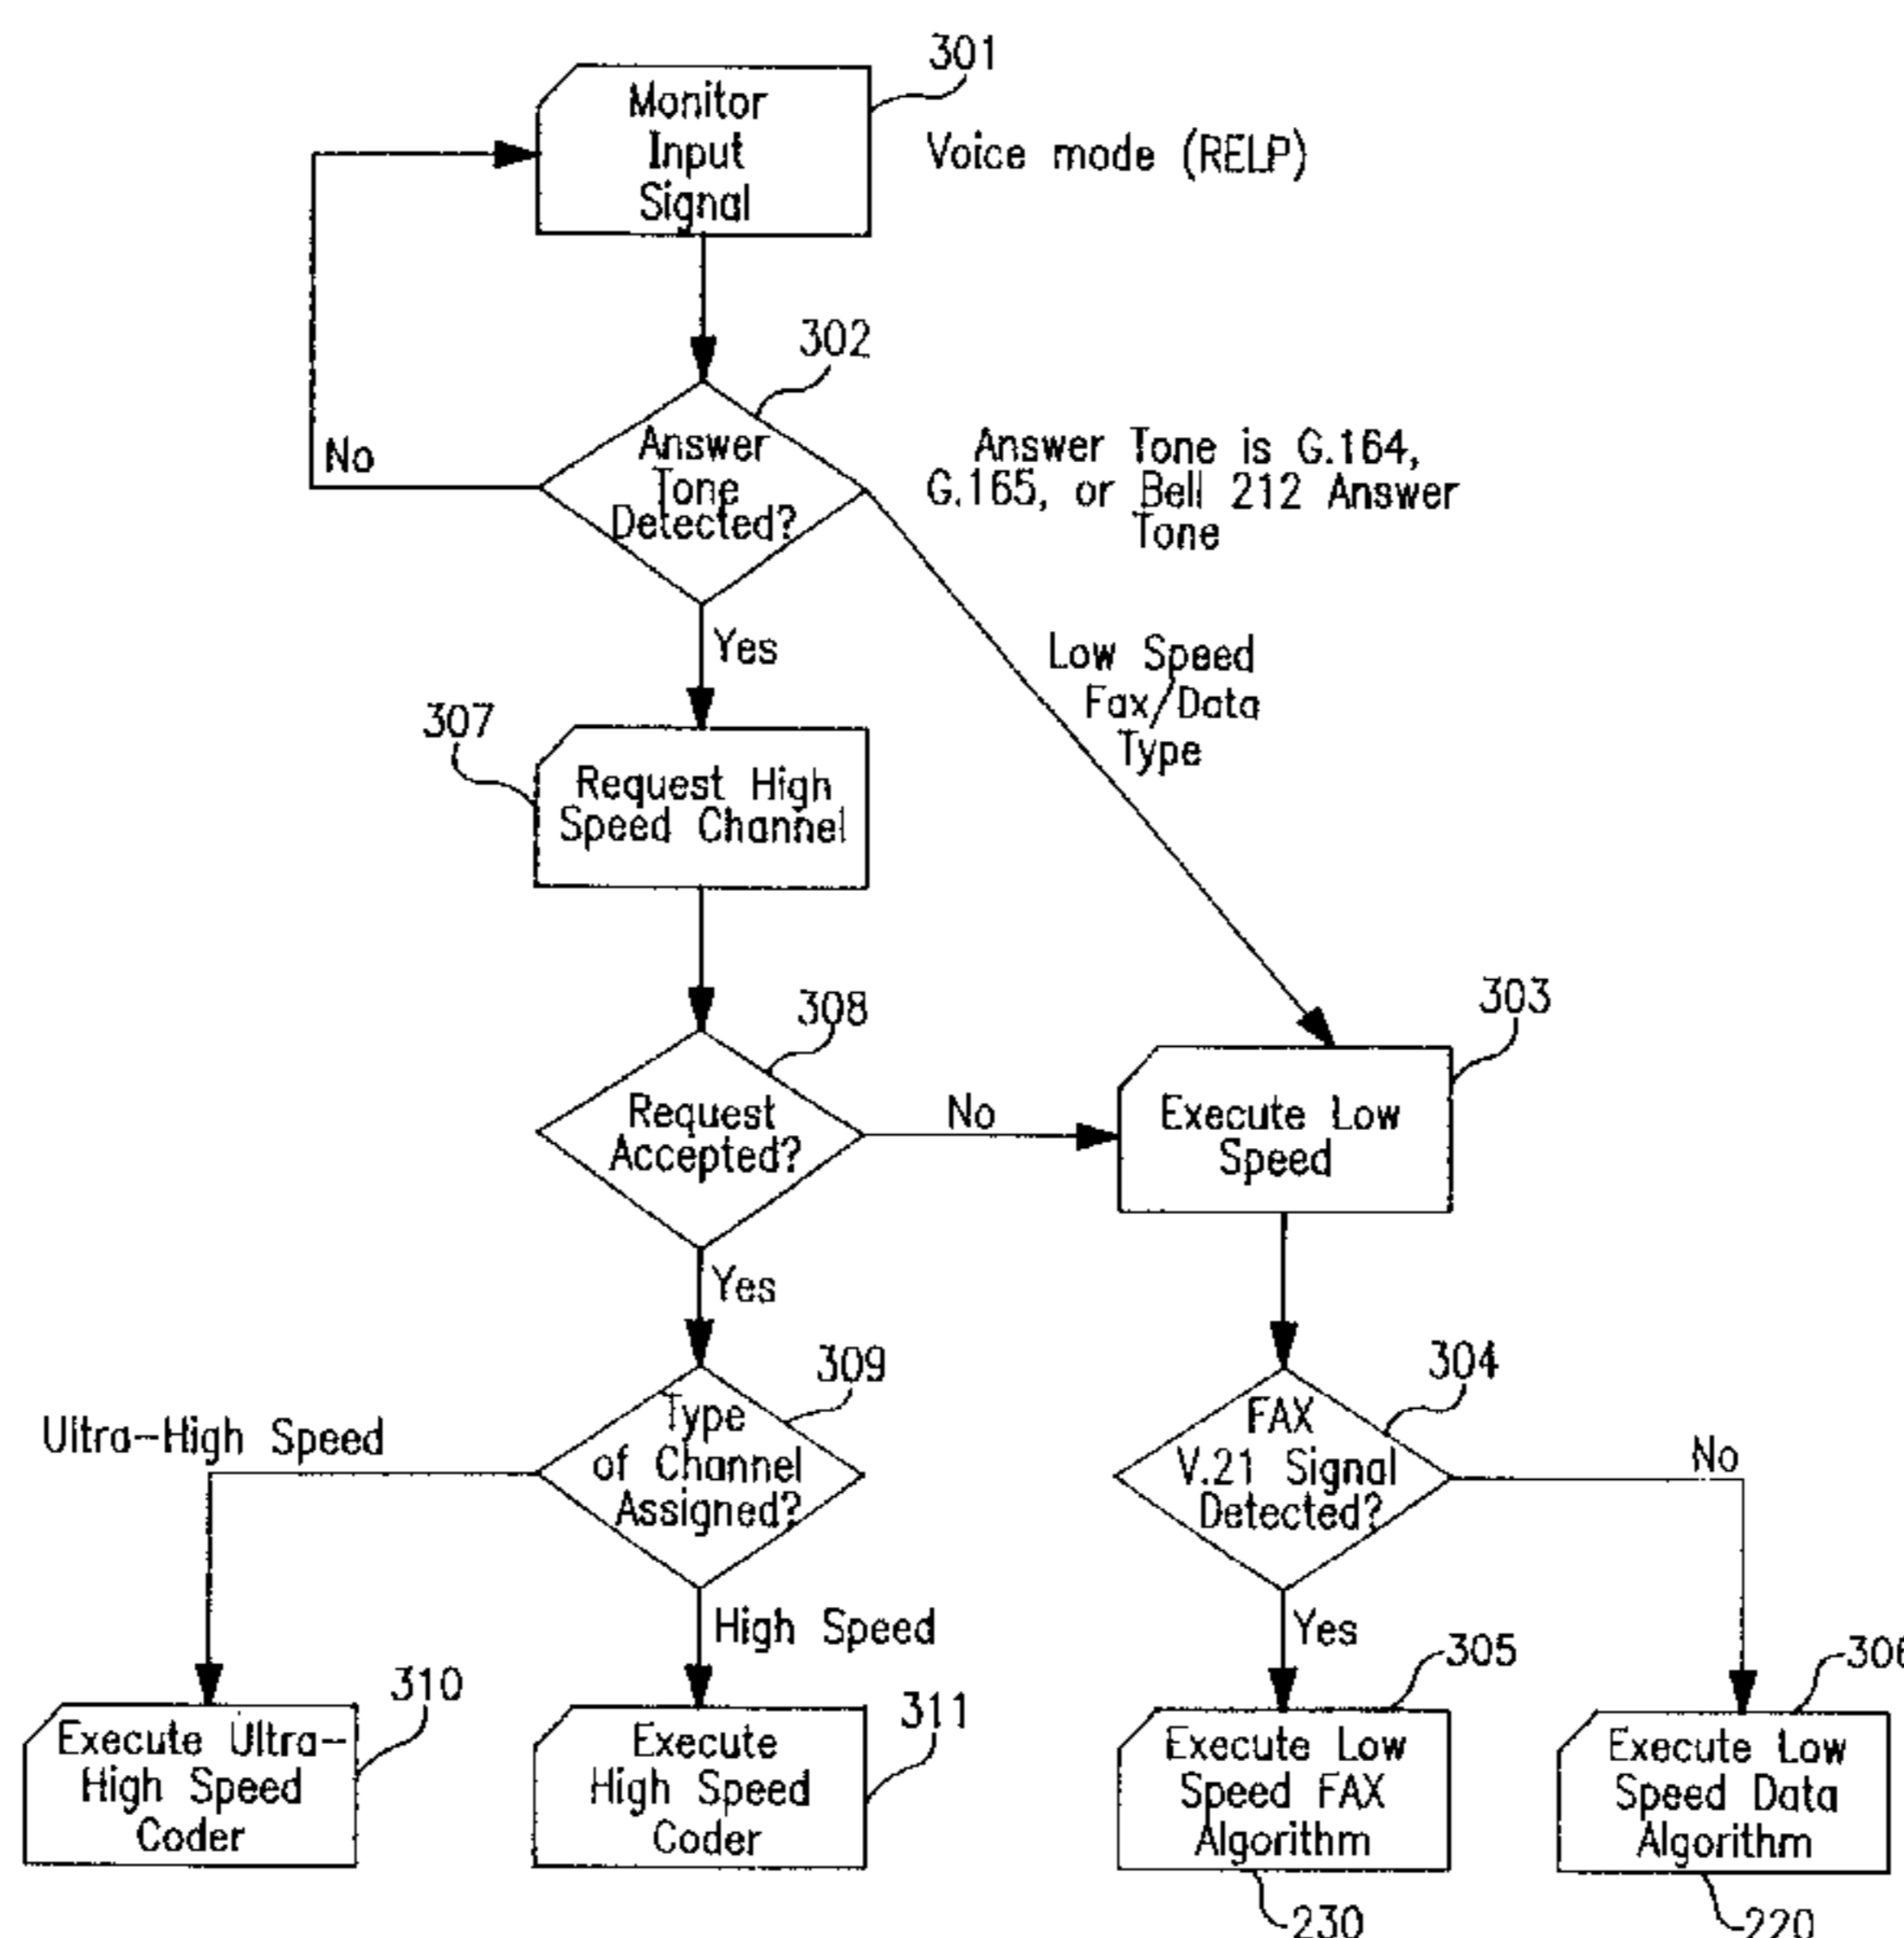 301
Monitor
Input
Signal
Voice mode (RELP)
302
Answer
Tone
Detected?
No
Answer Tone is G.164,
G.165, or Bell 212 Answer
Tone
Yes
Low Speed
Fax/Data
Type
307
Request High
Speed Channel
308
Request
Accepted?
No
303
Execute Low
Speed
Yes
309
Type
of Channel
Assigned?
Ultra-High Speed
High Speed
304
FAX
V.21 Signal
Detected?
No
Yes
310
Execute Ultra-
High Speed
Coder
311
Execute
High Speed
Coder
305
Execute Low
Speed FAX
Algorithm
230
306
Execute Low
Speed Data
Algorithm
220